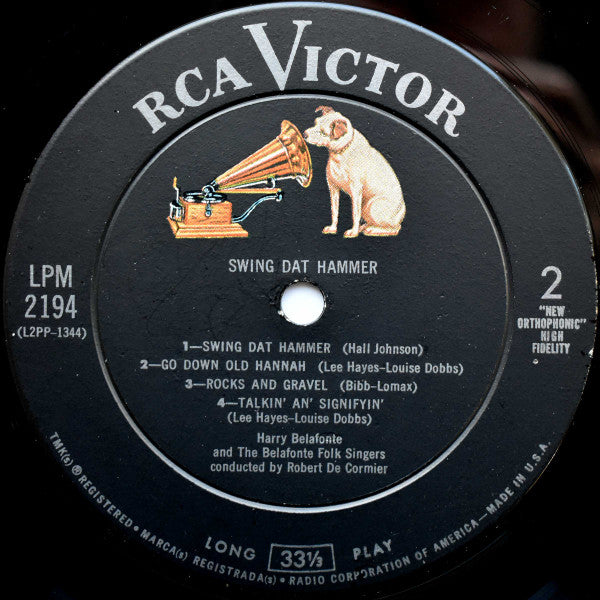 RCA VICTOR
SWING DAT HAMMER
LPM
2194
(L2PP-1344)
2
"NEW
ORTHOPHONIC"
HIGH
FIDELITY
1—SWING DAT HAMMER (Hall Johnson)
2—GO DOWN OLD HANNAH (Lee Hayes-Louise Dobbs)
3—ROCKS AND GRAVEL (Bibb-Lomax)
4—TALKIN' AN' SIGNIFYIN'
(Lee Hayes-Louise Dobbs)
Harry Belafonte
and The Belafonte Folk Singers
conducted by Robert De Cormier
LONG 33⅓ PLAY
TMK(s) ® REGISTERED • MARCA(s) REGISTRADA(s) • RADIO CORPORATION OF AMERICA—MADE IN U.S.A.